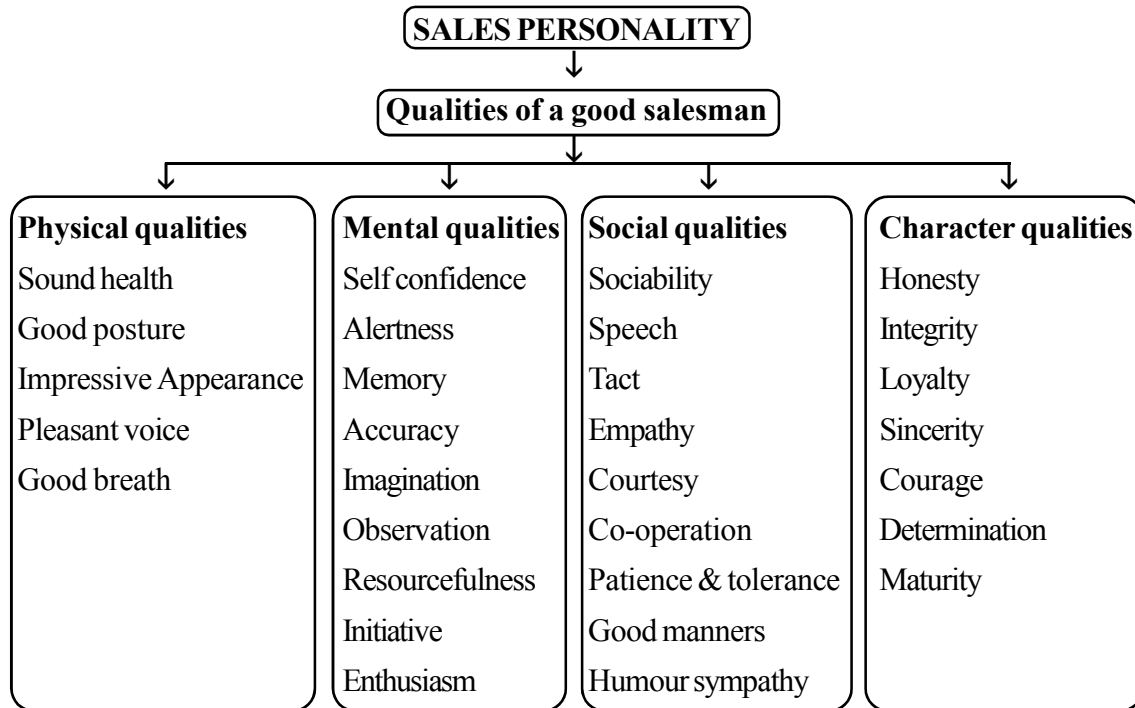 SALES PERSONALITY
Qualities of a good salesman
Physical qualities
Sound health
Good posture
Impressive Appearance
Pleasant voice
Good breath
Mental qualities
Self confidence
Alertness
Memory
Accuracy
Imagination
Observation
Resourcefulness
Initiative
Enthusiasm
Social qualities
Sociability
Speech
Tact
Empathy
Courtesy
Co-operation
Patience & tolerance
Good manners
Humour sympathy
Character qualities
Honesty
Integrity
Loyalty
Sincerity
Courage
Determination
Maturity